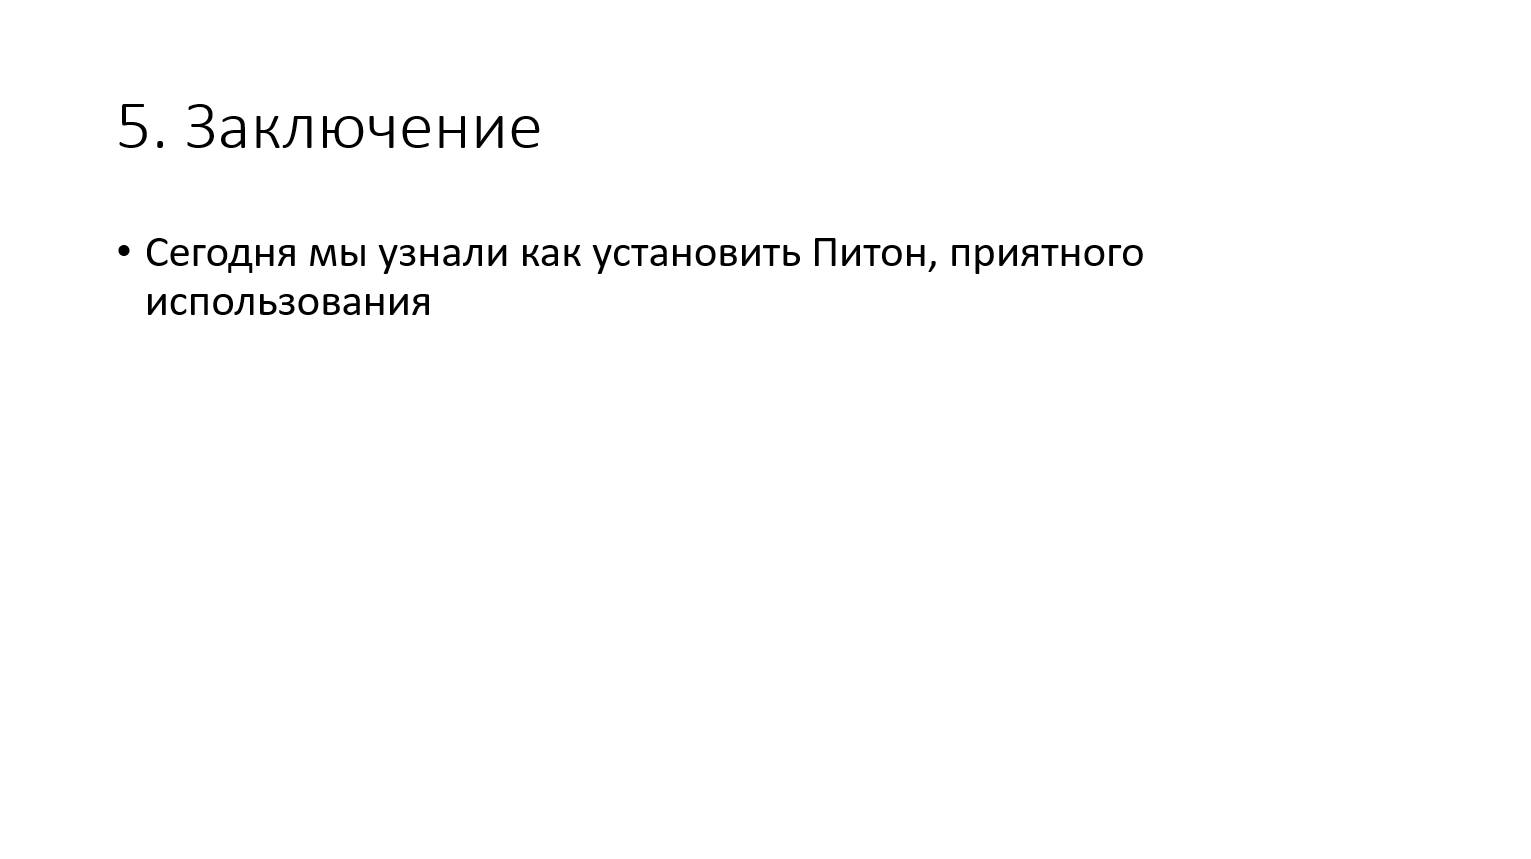 5. Заключение
• Сегодня мы узнали как установить Питон, приятного
использования